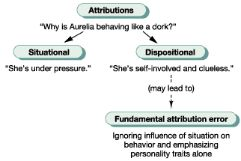 Attributions
"Why is Aurelia behaving like a dork?"
Situational
Dispositional
"She's under pressure."
"She's self-involved and clueless."
(may lead to)
Fundamental attribution error
Ignoring influence of situation on
behavior and emphasizing
personality traits alone